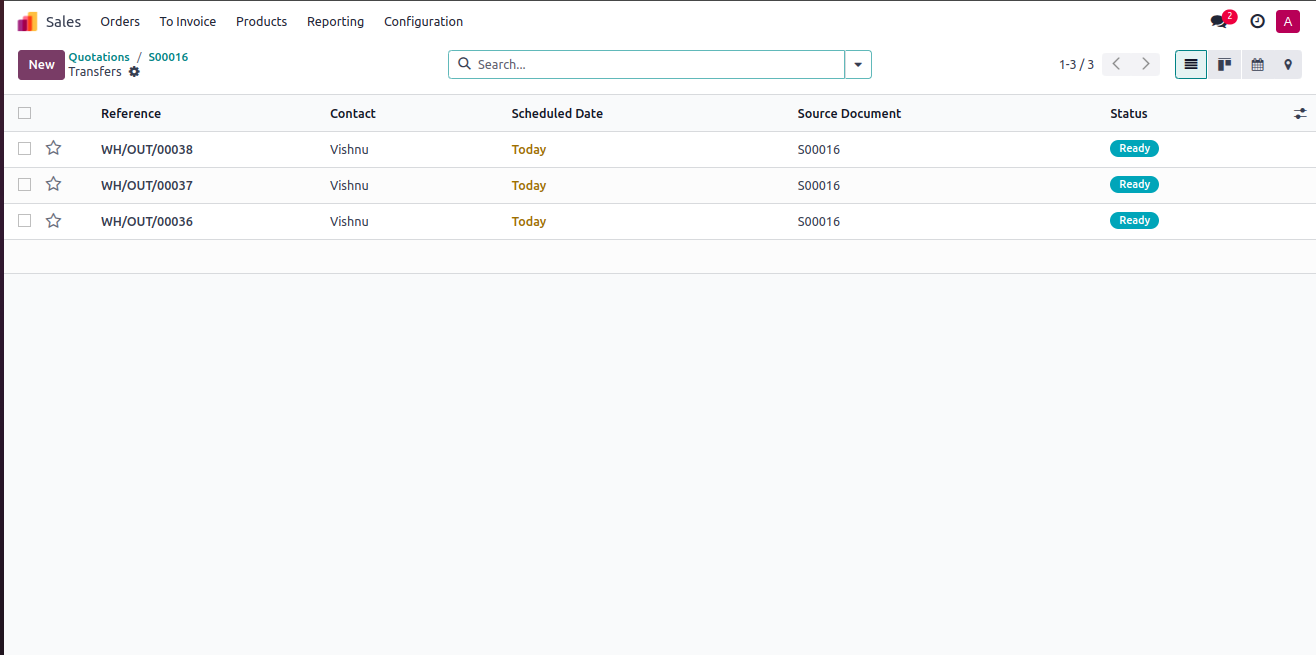 Sales Orders To Invoice Products Reporting Configuration 2 A
New Quotations / S00016 Search... 1-3 / 3
Transfers
Reference Contact Scheduled Date Source Document Status
WH/OUT/00038 Vishnu Today S00016 Ready
WH/OUT/00037 Vishnu Today S00016 Ready
WH/OUT/00036 Vishnu Today S00016 Ready